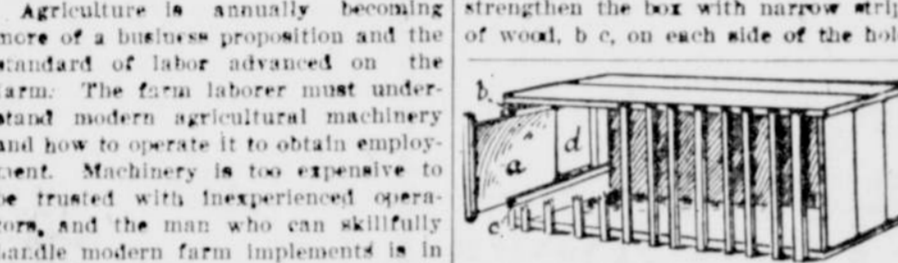 Agriculture is annually becoming
more of a business proposition and the
standard of labor advanced on the
farm. The farm laborer must under-
stand modern agricultural machinery
and how to operate it to obtain employ-
ment. Machinery is too expensive to
be trusted with inexperienced opera-
tors, and the man who can skillfully
handle modern farm implements is in
strengthen the box with narrow strip
of wood, b c, on each side of the hol
b.
a
d
c